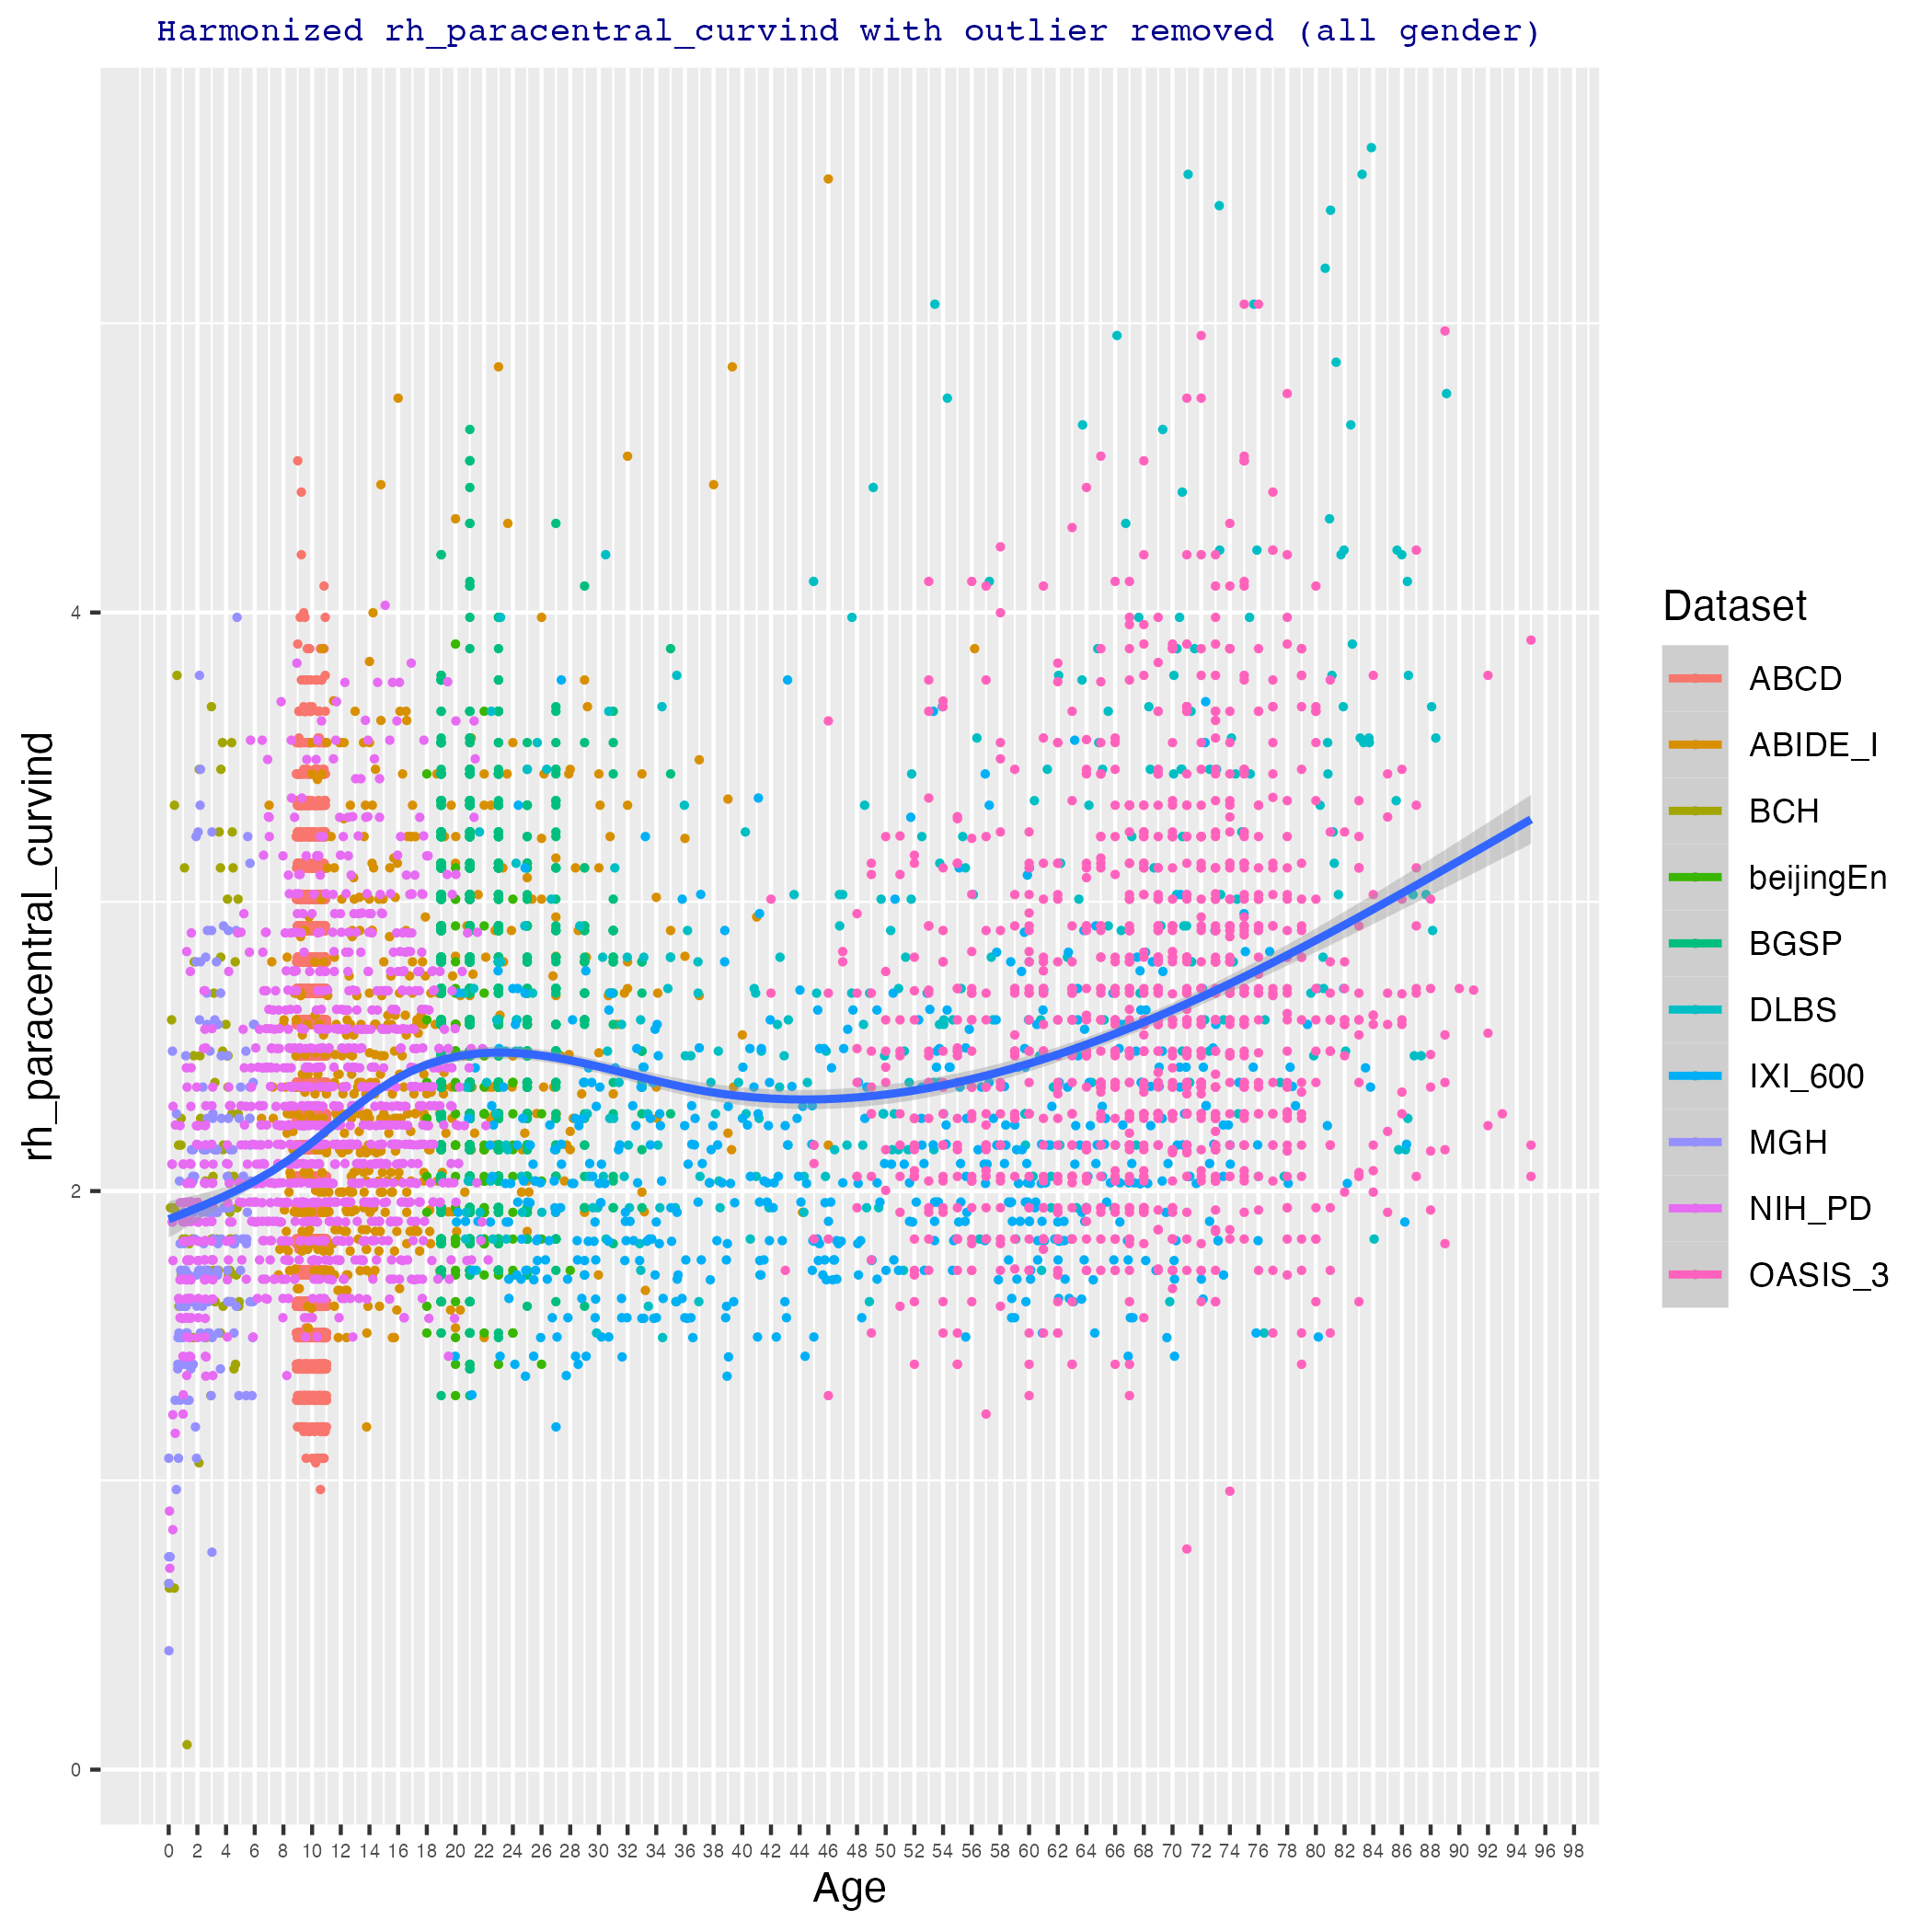 Harmonized rh_paracentral_curvind with outlier removed (all gender)
rh_paracentral_curvind
4
2
0
0 2 4 6 8 10 12 14 16 18 20 22 24 26 28 30 32 34 36 38 40 42 44 46 48 50 52 54 56 58 60 62 64 66 68 70 72 74 76 78 80 82 84 86 88 90 92 94 96 98
Age
Dataset
ABCD
ABIDE_I
BCH
beijingEn
BGSP
DLBS
IXI_600
MGH
NIH_PD
OASIS_3